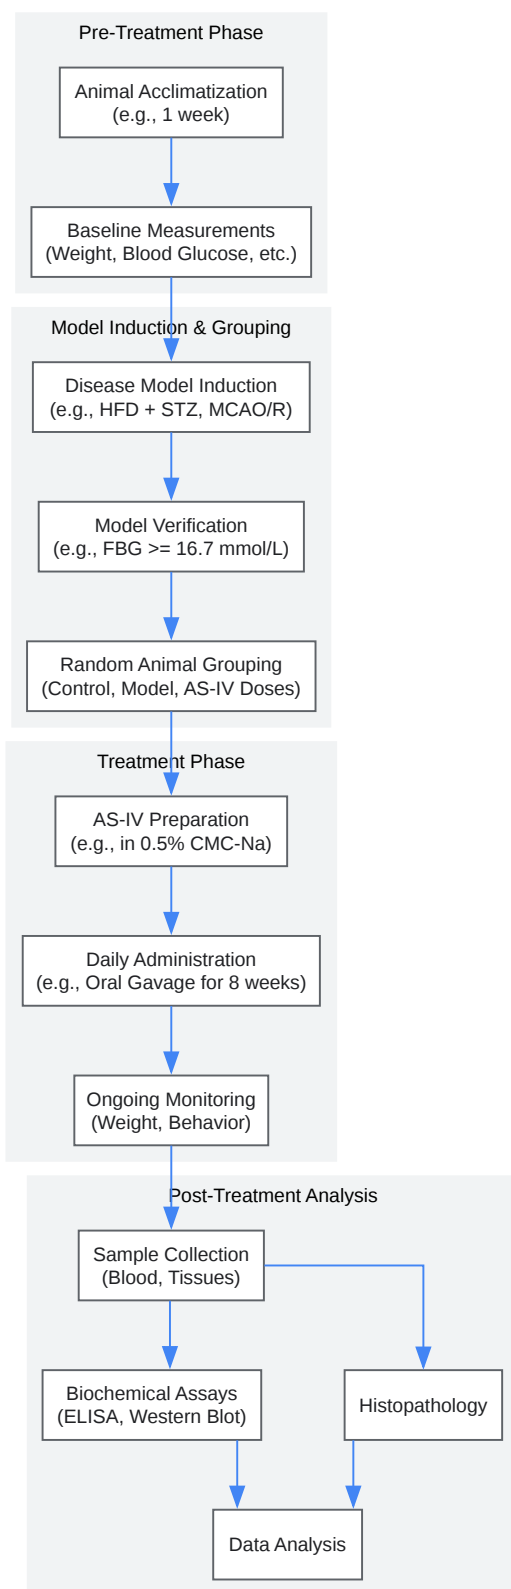 Pre-Treatment Phase
Animal Acclimatization
(e.g., 1 week)
Baseline Measurements
(Weight, Blood Glucose, etc.)
Model Induction & Grouping
Disease Model Induction
(e.g., HFD + STZ, MCAO/R)
Model Verification
(e.g., FBG >= 16.7 mmol/L)
Random Animal Grouping
(Control, Model, AS-IV Doses)
Treatment Phase
AS-IV Preparation
(e.g., in 0.5% CMC-Na)
Daily Administration
(e.g., Oral Gavage for 8 weeks)
Ongoing Monitoring
(Weight, Behavior)
Post-Treatment Analysis
Sample Collection
(Blood, Tissues)
Biochemical Assays
(ELISA, Western Blot)
Histopathology
Data Analysis